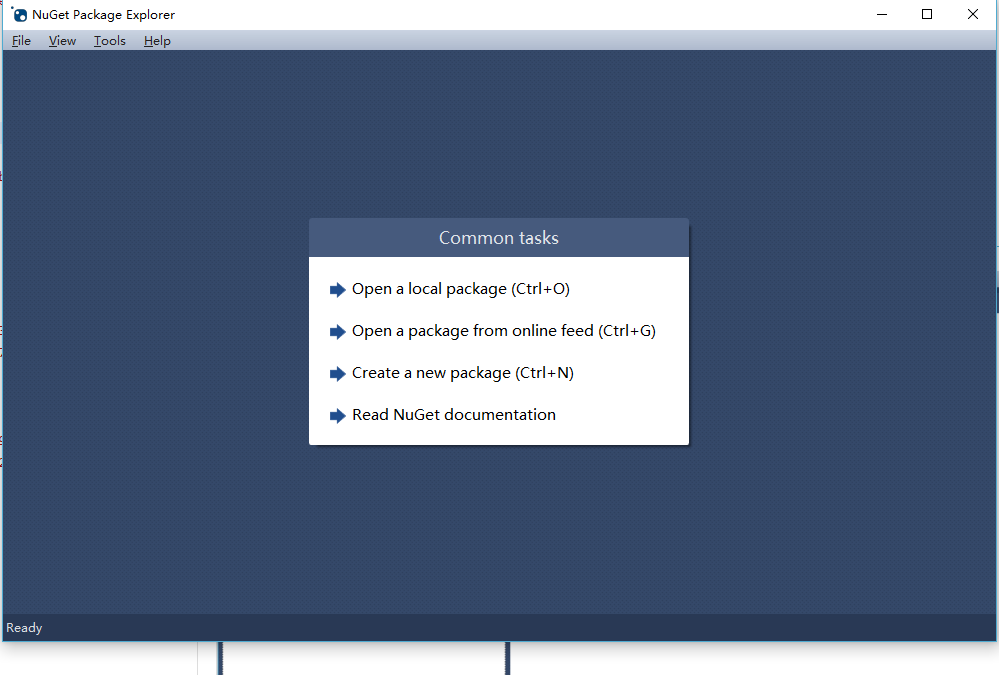 NuGet Package Explorer
File View Tools Help
Common tasks
Open a local package (Ctrl+O)
Open a package from online feed (Ctrl+G)
Create a new package (Ctrl+N)
Read NuGet documentation
Ready